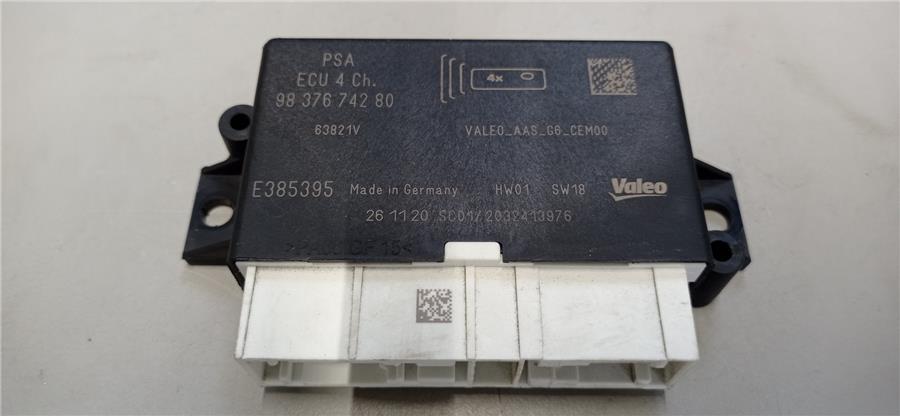 PSA
ECU 4 Ch.
98 376 742 80
4x
63821V
VALEO_AAS_G6_CEM00
E385395 Made in Germany HW01 SW18 Valeo
26 11 20 SC01/2032413976